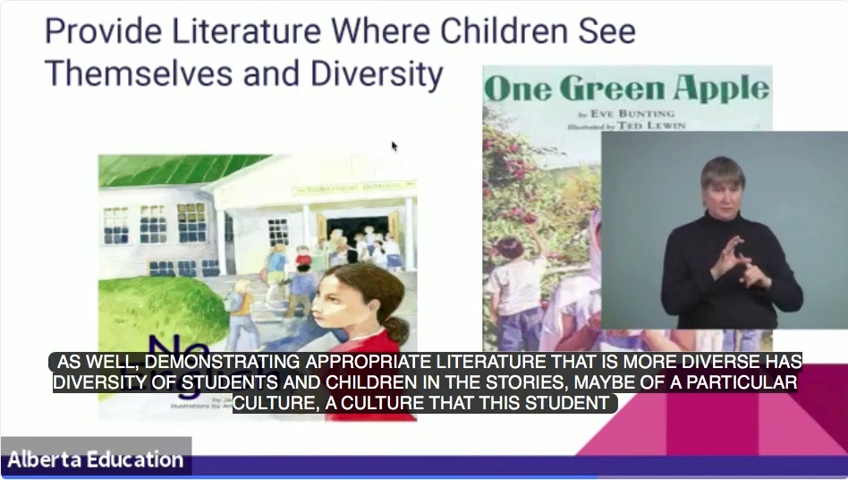 Provide Literature Where Children See
Themselves and Diversity
One Green Apple
by EVE BUNTING
Illustrated by TED LEWIN
No
English
AS WELL, DEMONSTRATING APPROPRIATE LITERATURE THAT IS MORE DIVERSE HAS
DIVERSITY OF STUDENTS AND CHILDREN IN THE STORIES, MAYBE OF A PARTICULAR
CULTURE, A CULTURE THAT THIS STUDENT
Alberta Education